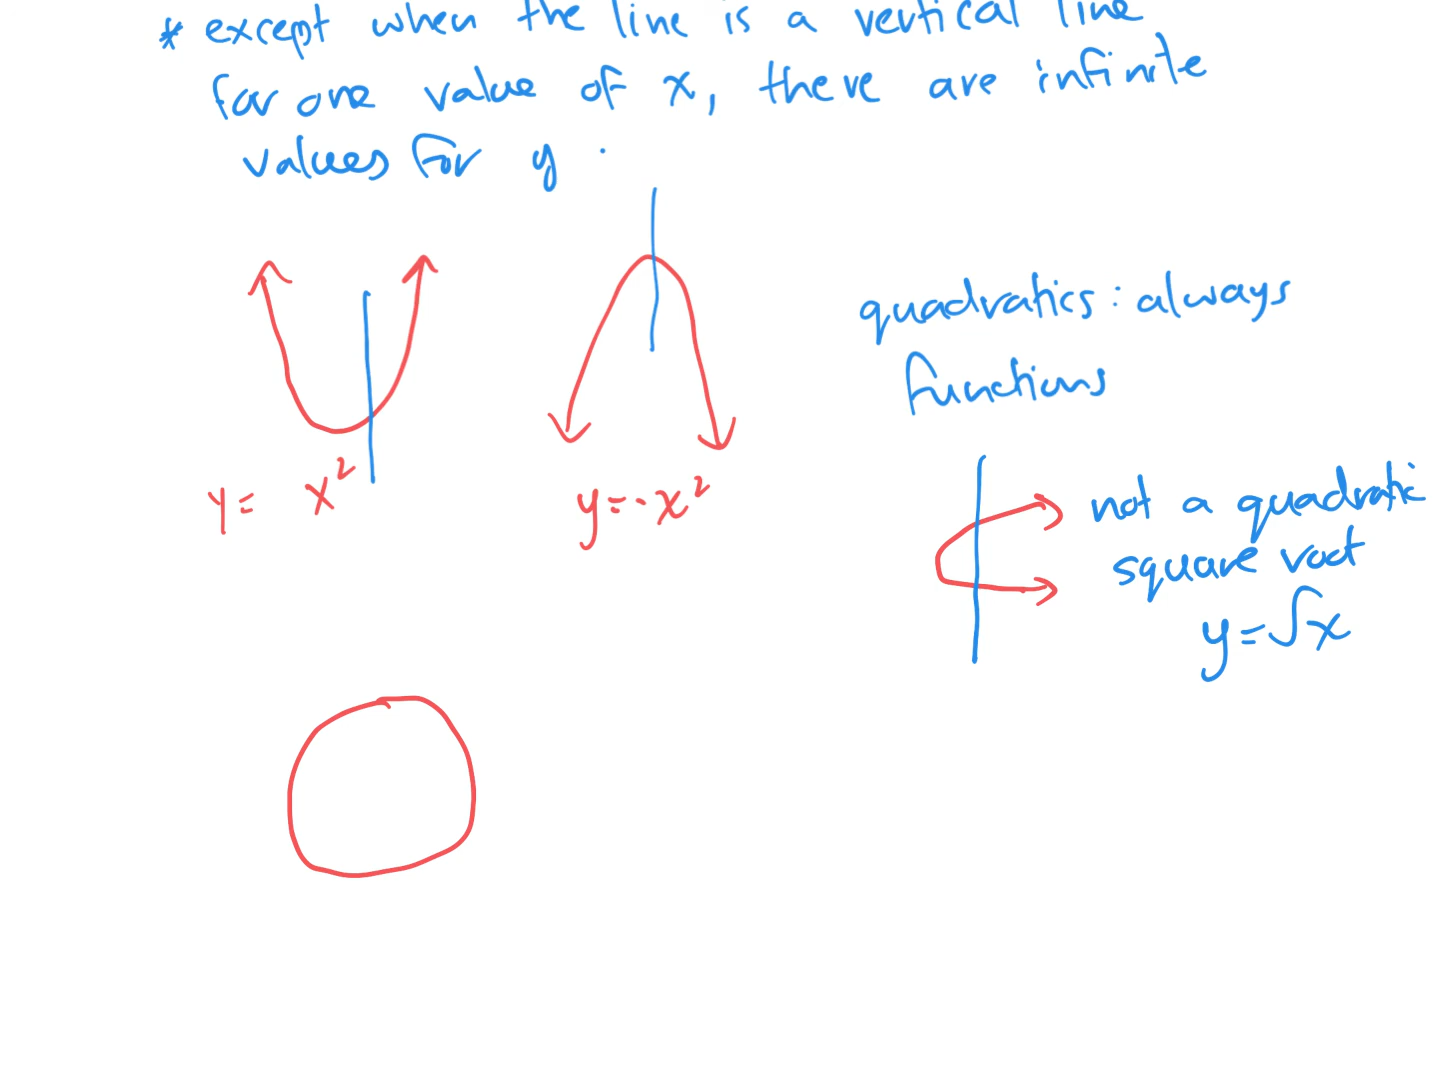 * except when the line is a vertical line
for one value of x, there are infinite
values for y.
quadratics: always
functions
y = x²
y = -x²
not a quadratic
square root
y = √x